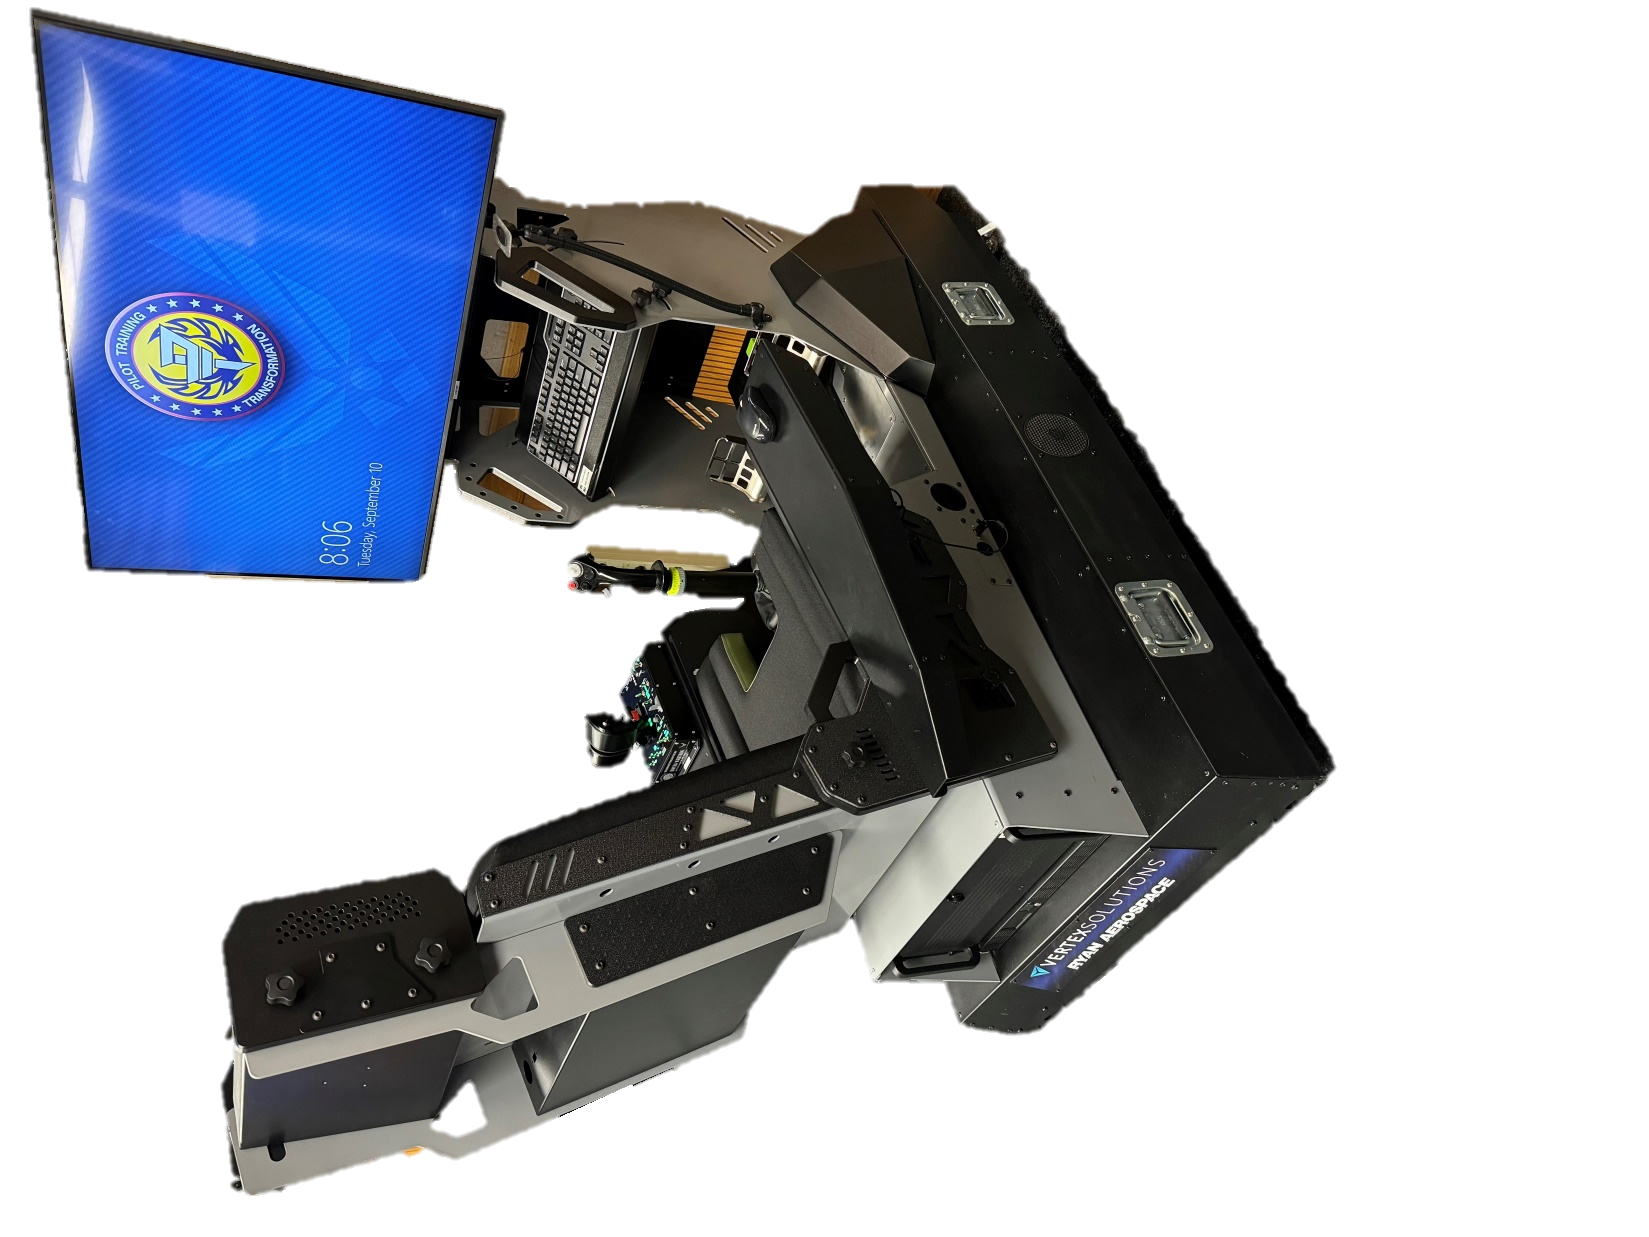 PILOT TRAINING
TRANSFORMATION
8:06
Tuesday, September 10
VERTEXSOLUTIONS
RYAN AEROSPACE